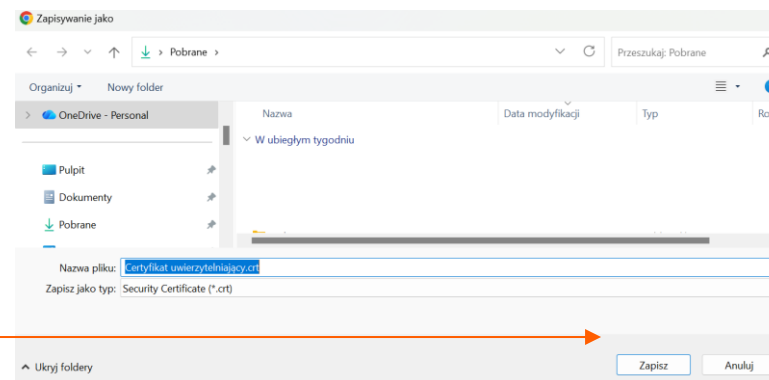 Zapisywanie jako
Pobrane
Przeszukaj: Pobrane
Organizuj Nowy folder
OneDrive - Personal
Nazwa Data modyfikacji Typ
W ubiegłym tygodniu
Pulpit
Dokumenty
Pobrane
Nazwa pliku: Certyfikat uwierzytelniający.crt
Zapisz jako typ: Security Certificate (*.crt)
Ukryj foldery Zapisz Anuluj